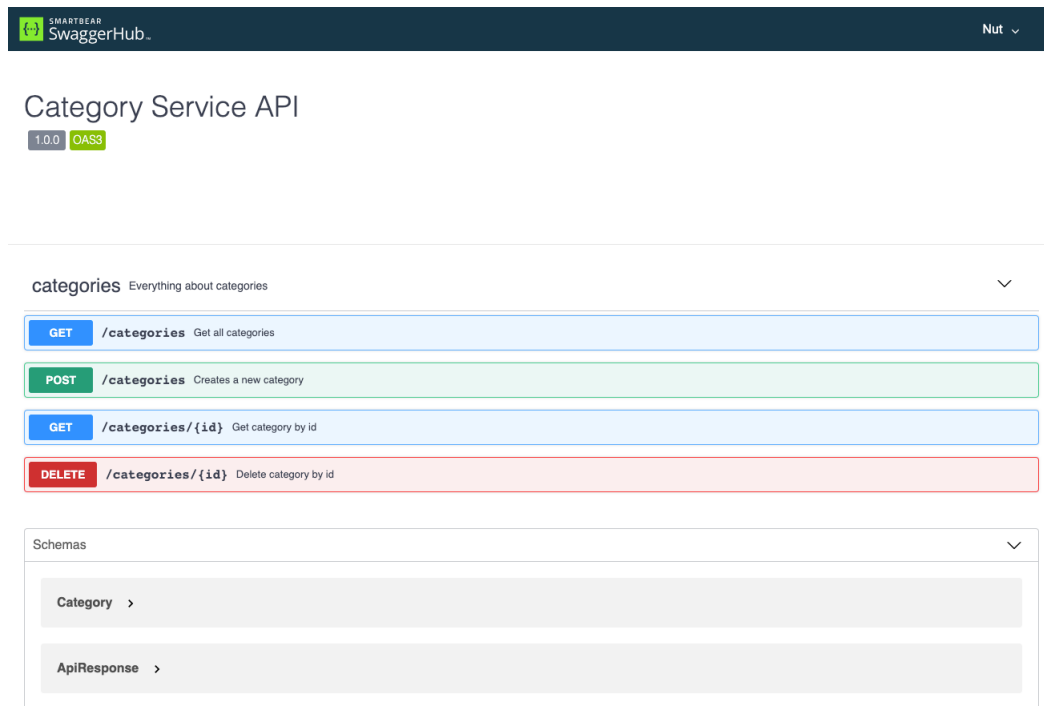 SMARTBEAR
SwaggerHub™
Nut
Category Service API
1.0.0 OAS3
categories Everything about categories
GET /categories Get all categories
POST /categories Creates a new category
GET /categories/{id} Get category by id
DELETE /categories/{id} Delete category by id
Schemas
Category
ApiResponse